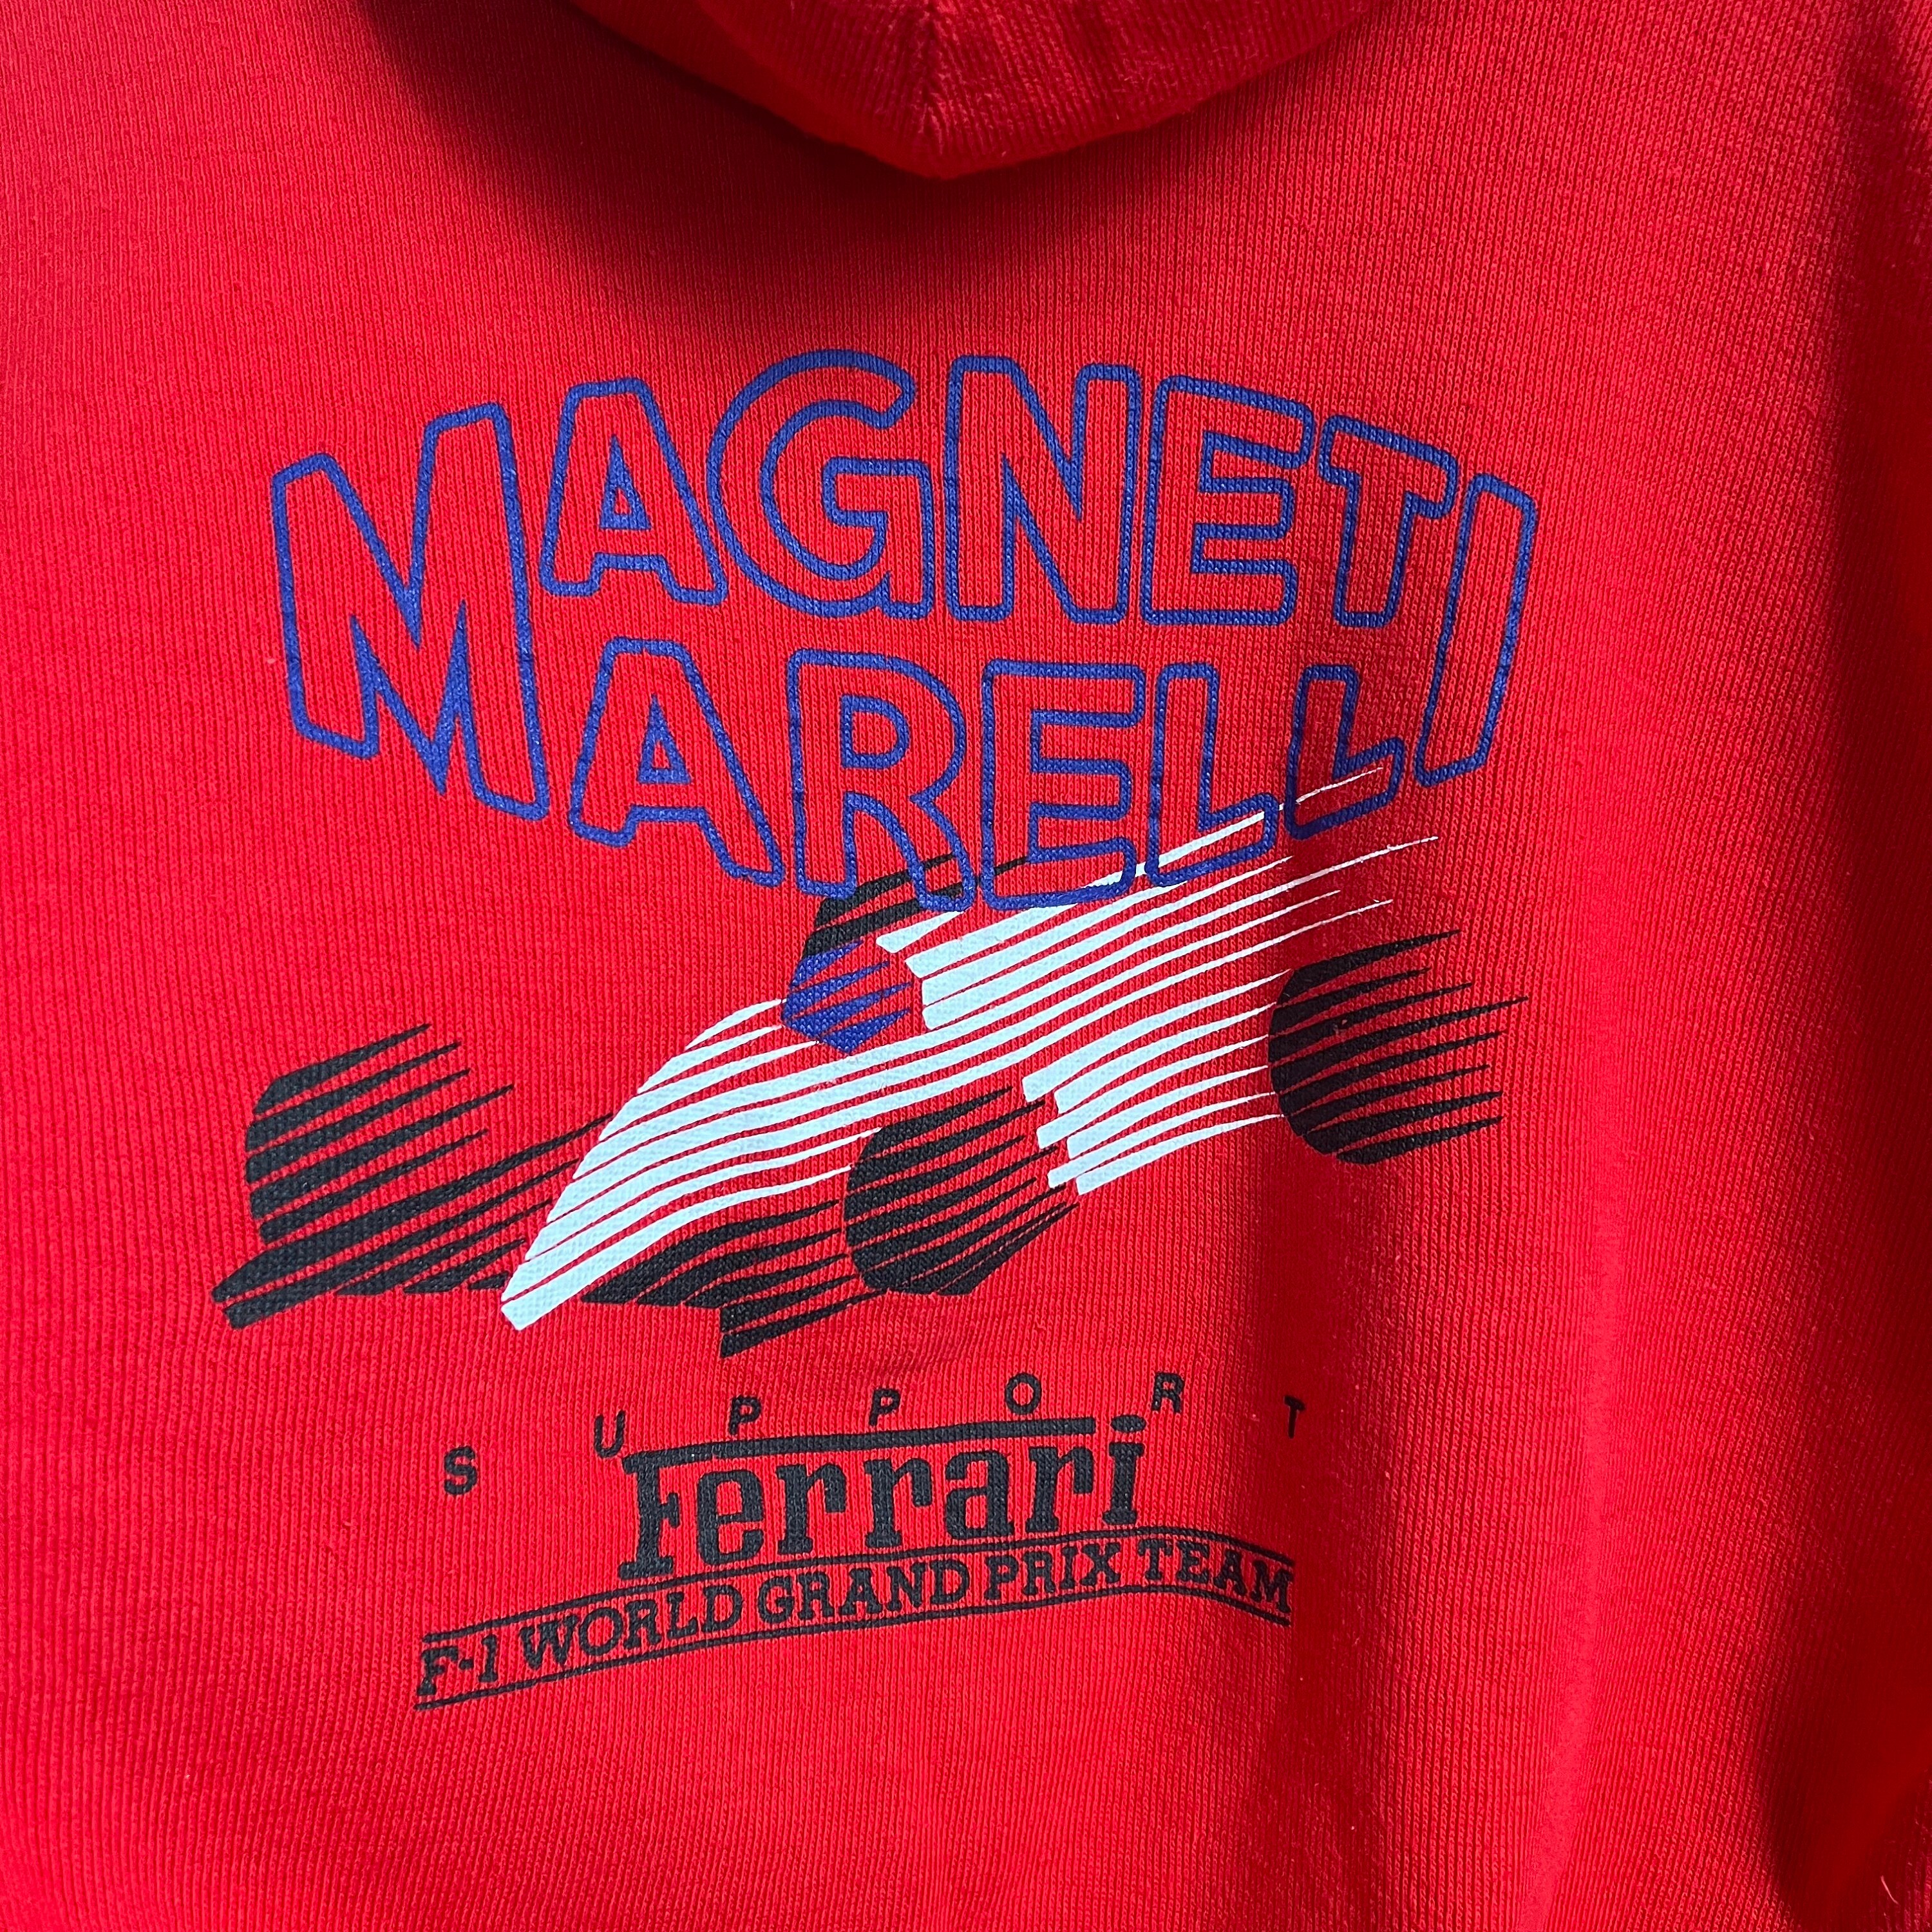 MAGNETI
MARELLI
SUPPORT
Ferrari
F-1 WORLD GRAND PRIX TEAM